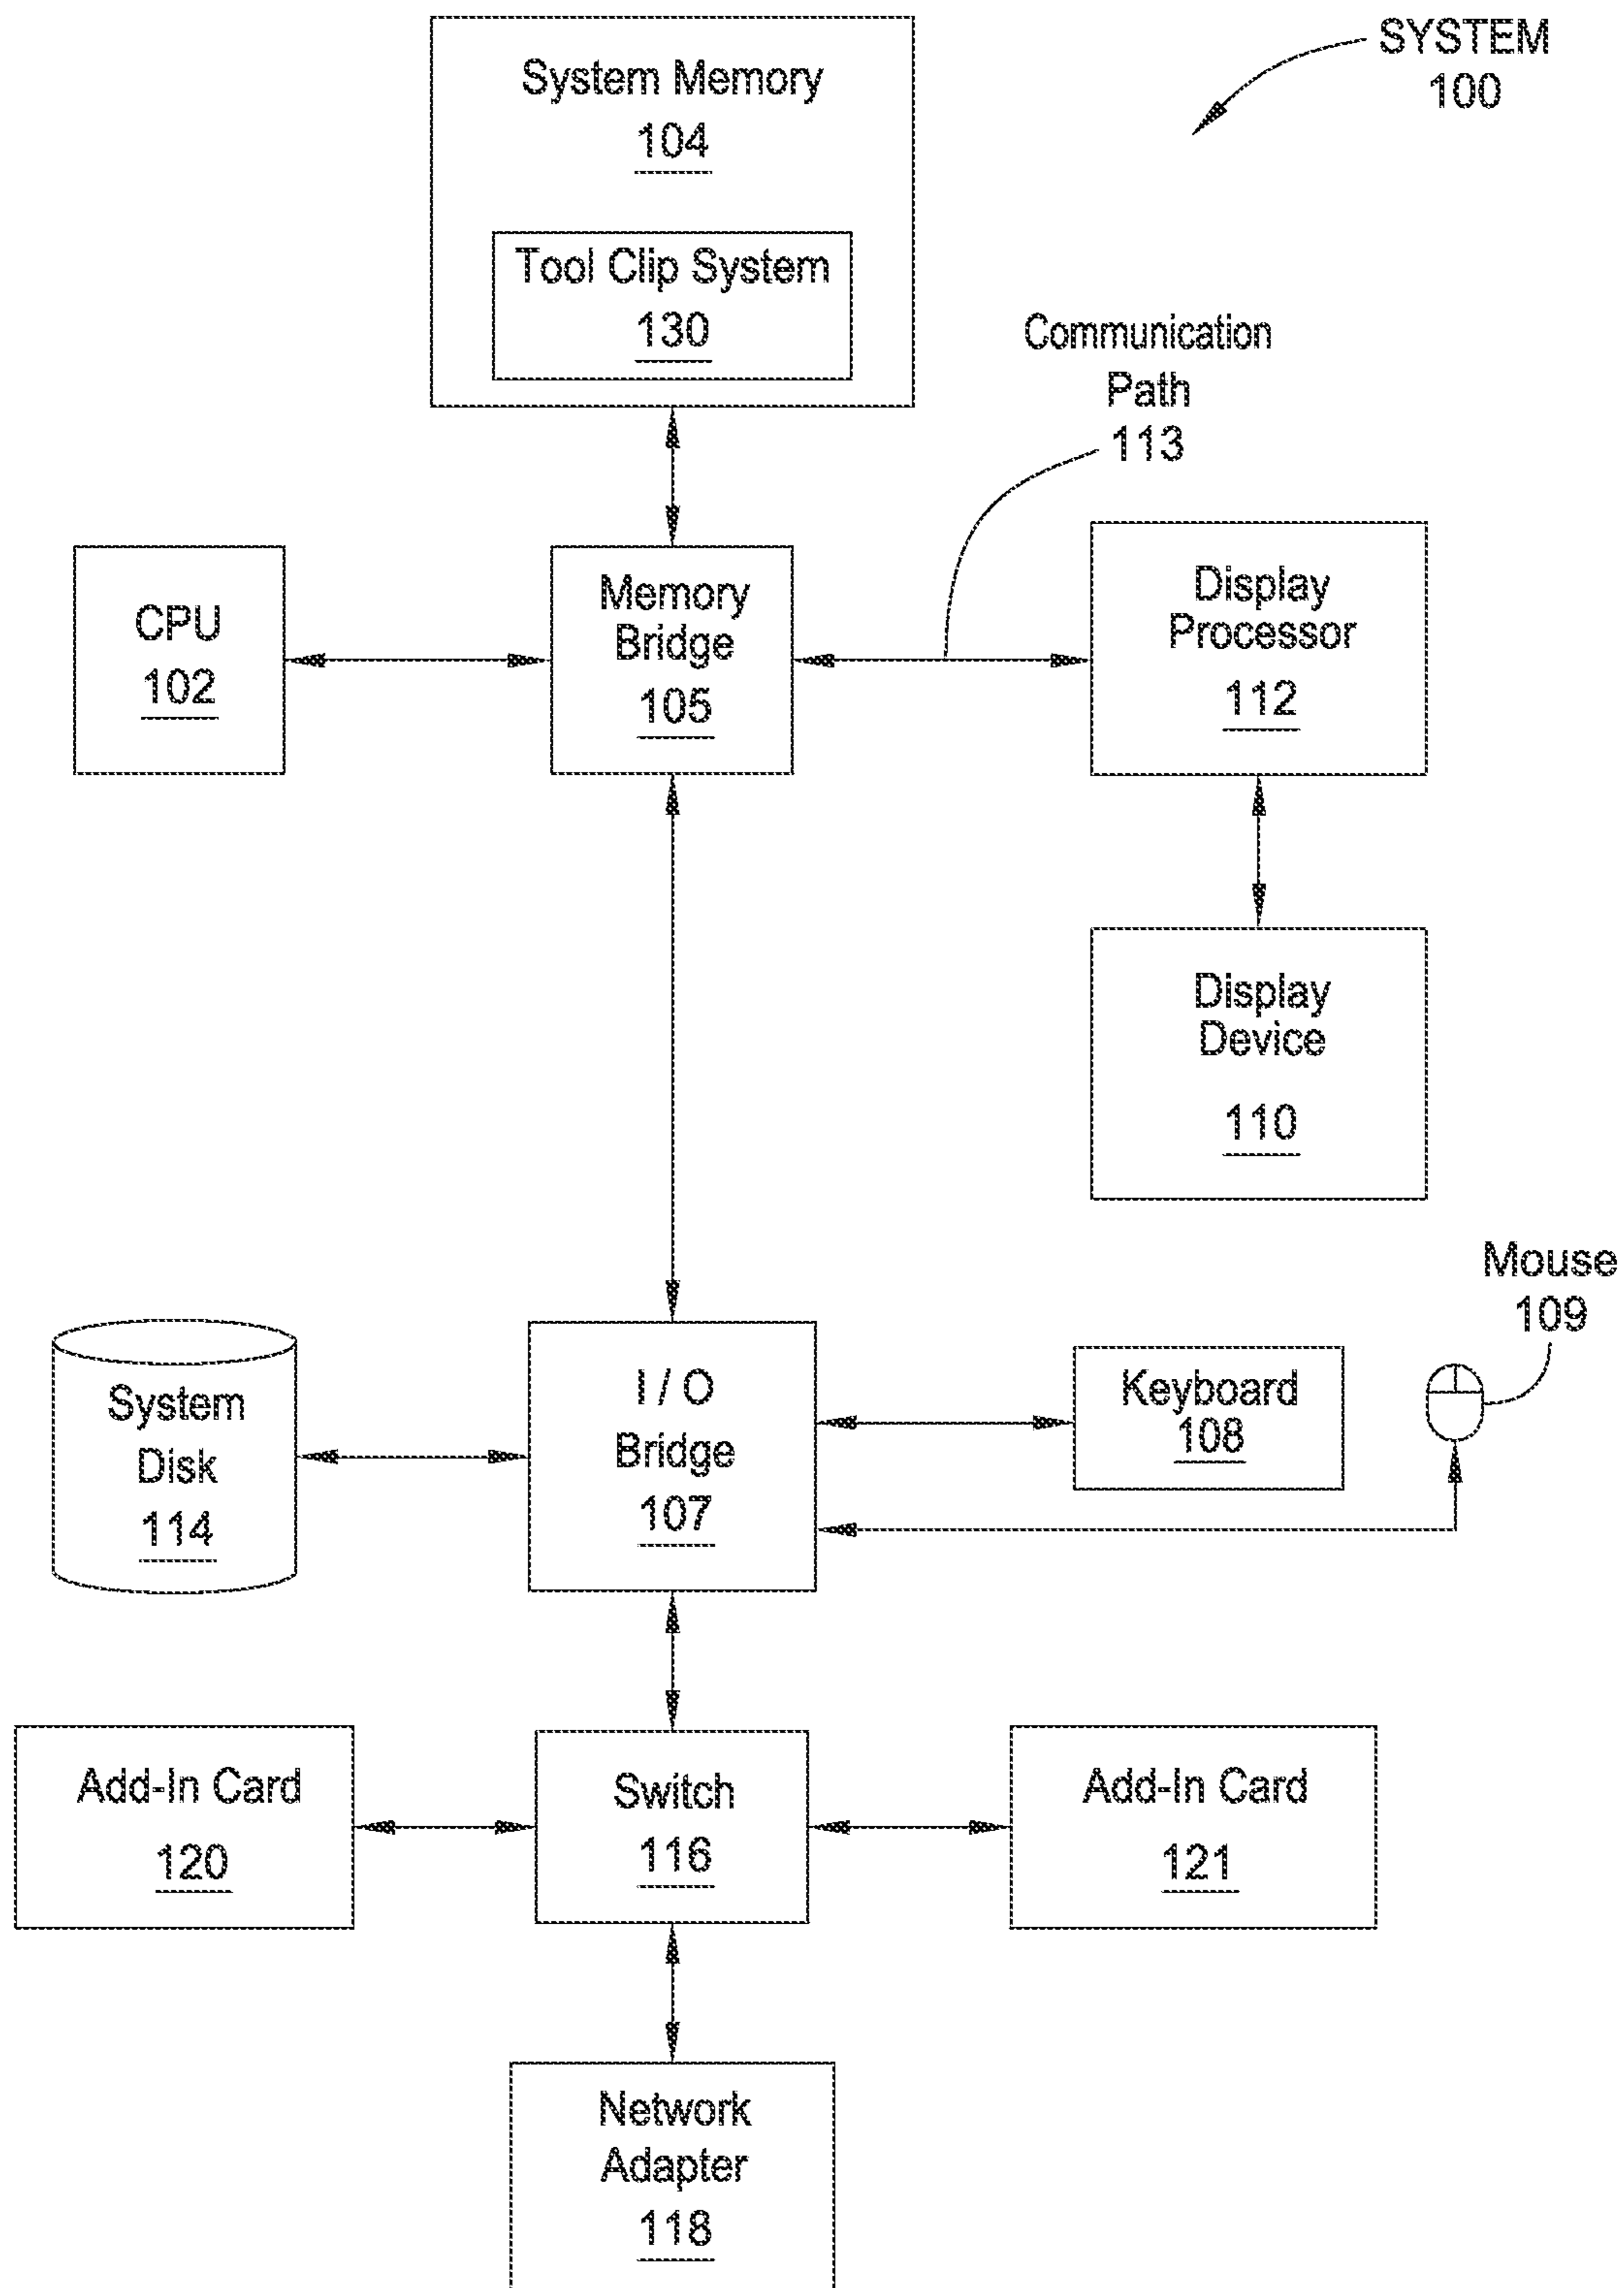 SYSTEM
100
System Memory
104
Tool Clip System
130
Communication
Path
113
CPU
102
Memory
Bridge
105
Display
Processor
112
Display
Device
110
Mouse
109
System
Disk
114
I / O
Bridge
107
Keyboard
108
Add-In Card
120
Switch
116
Add-In Card
121
Network
Adapter
118